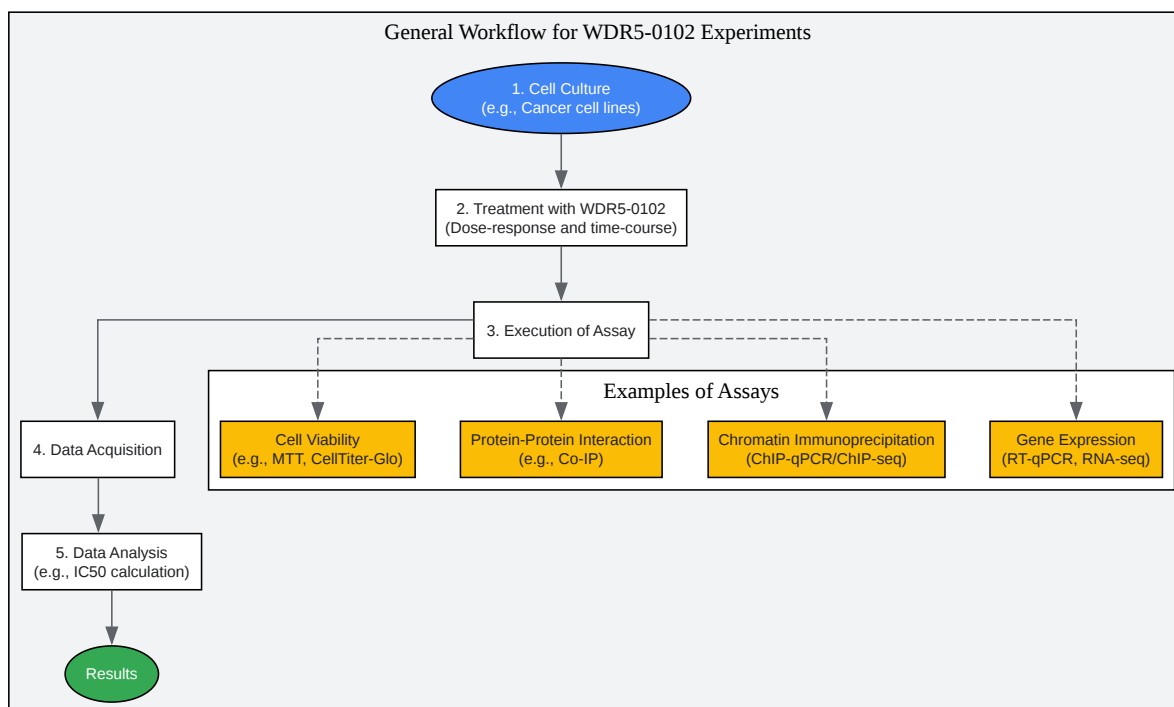 General Workflow for WDR5-0102 Experiments
1. Cell Culture
(e.g., Cancer cell lines)
2. Treatment with WDR5-0102
(Dose-response and time-course)
3. Execution of Assay
Examples of Assays
4. Data Acquisition
Cell Viability
(e.g., MTT, CellTiter-Glo)
Protein-Protein Interaction
(e.g., Co-IP)
Chromatin Immunoprecipitation
(ChIP-qPCR/ChIP-seq)
Gene Expression
(RT-qPCR, RNA-seq)
5. Data Analysis
(e.g., IC50 calculation)
Results